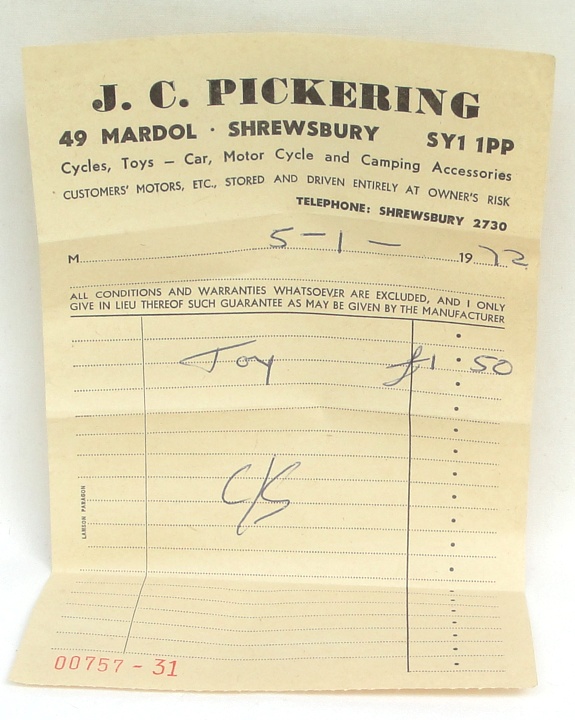 J. C. PICKERING
49 MARDOL · SHREWSBURY SY1 1PP
Cycles, Toys – Car, Motor Cycle and Camping Accessories
CUSTOMERS' MOTORS, ETC., STORED AND DRIVEN ENTIRELY AT OWNER'S RISK
TELEPHONE: SHREWSBURY 2730
M 5-1- 1972
ALL CONDITIONS AND WARRANTIES WHATSOEVER ARE EXCLUDED, AND I ONLY
GIVE IN LIEU THEREOF SUCH GUARANTEE AS MAY BE GIVEN BY THE MANUFACTURER
Toy £1 · 50
C/S
LAMSON PARAGON
00757 - 31